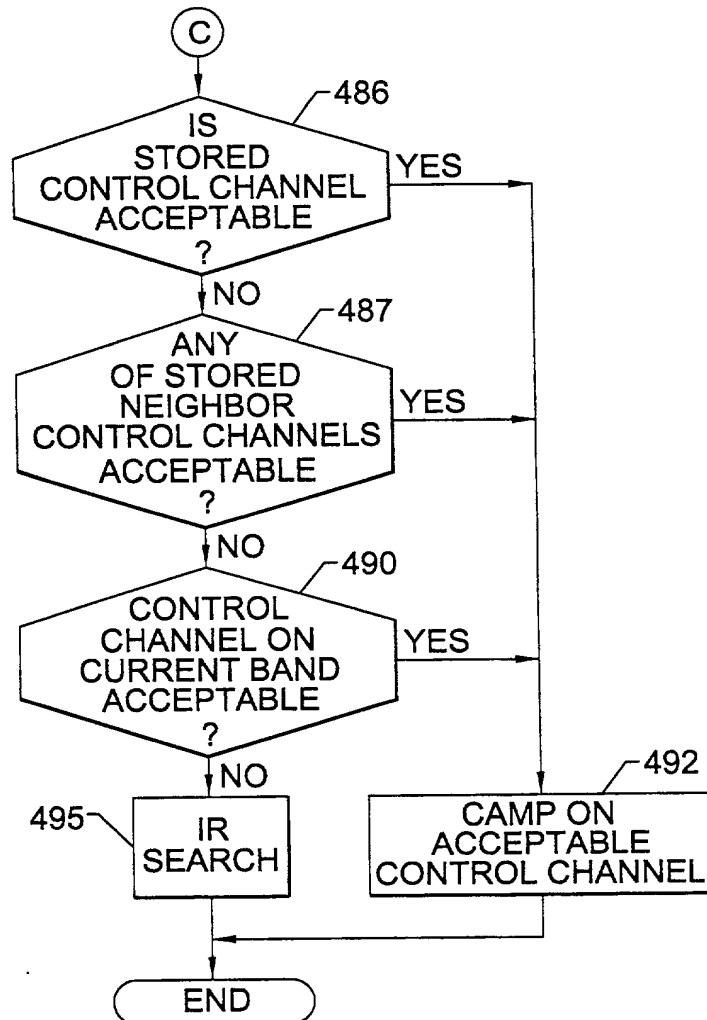 C
486
IS
STORED
CONTROL CHANNEL
ACCEPTABLE
?
YES
NO
487
ANY
OF STORED
NEIGHBOR
CONTROL CHANNELS
ACCEPTABLE
?
YES
NO
490
CONTROL
CHANNEL ON
CURRENT BAND
ACCEPTABLE
?
YES
NO
495
IR
SEARCH
492
CAMP ON
ACCEPTABLE
CONTROL CHANNEL
END